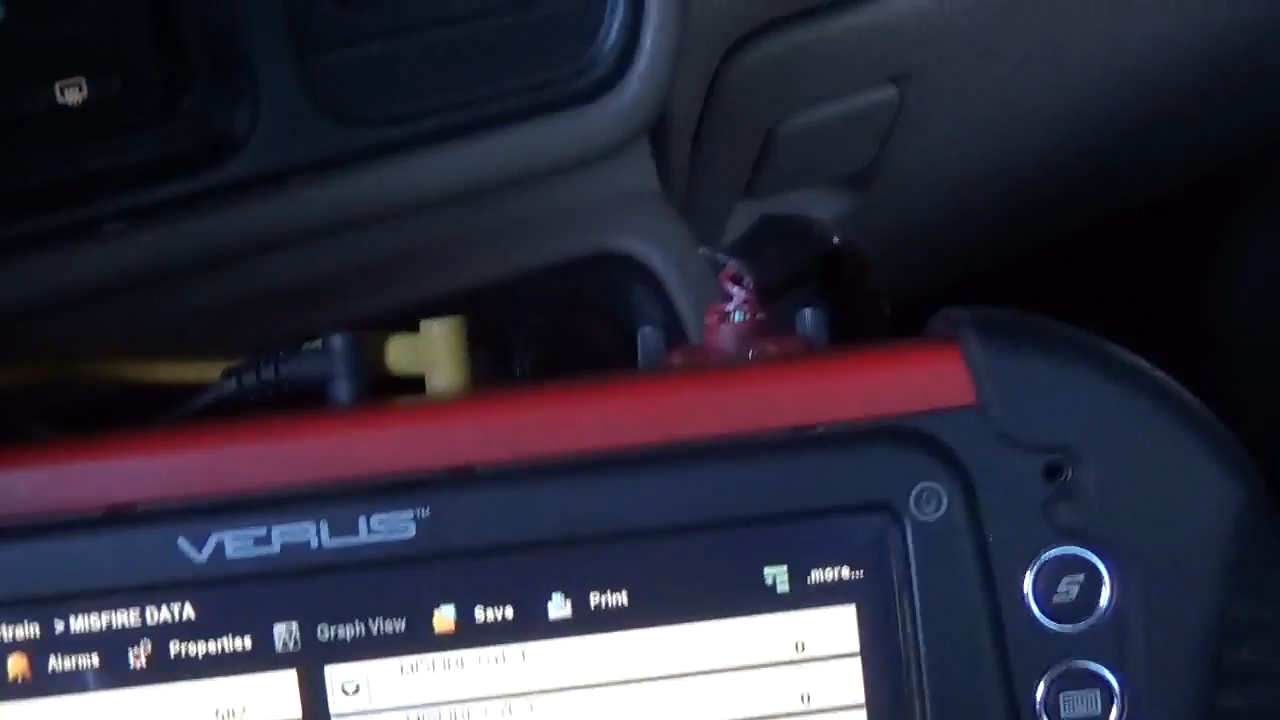 VERUS™
train > MISFIRE DATA
Alarms Properties Graph View Save Print .more...
0
0